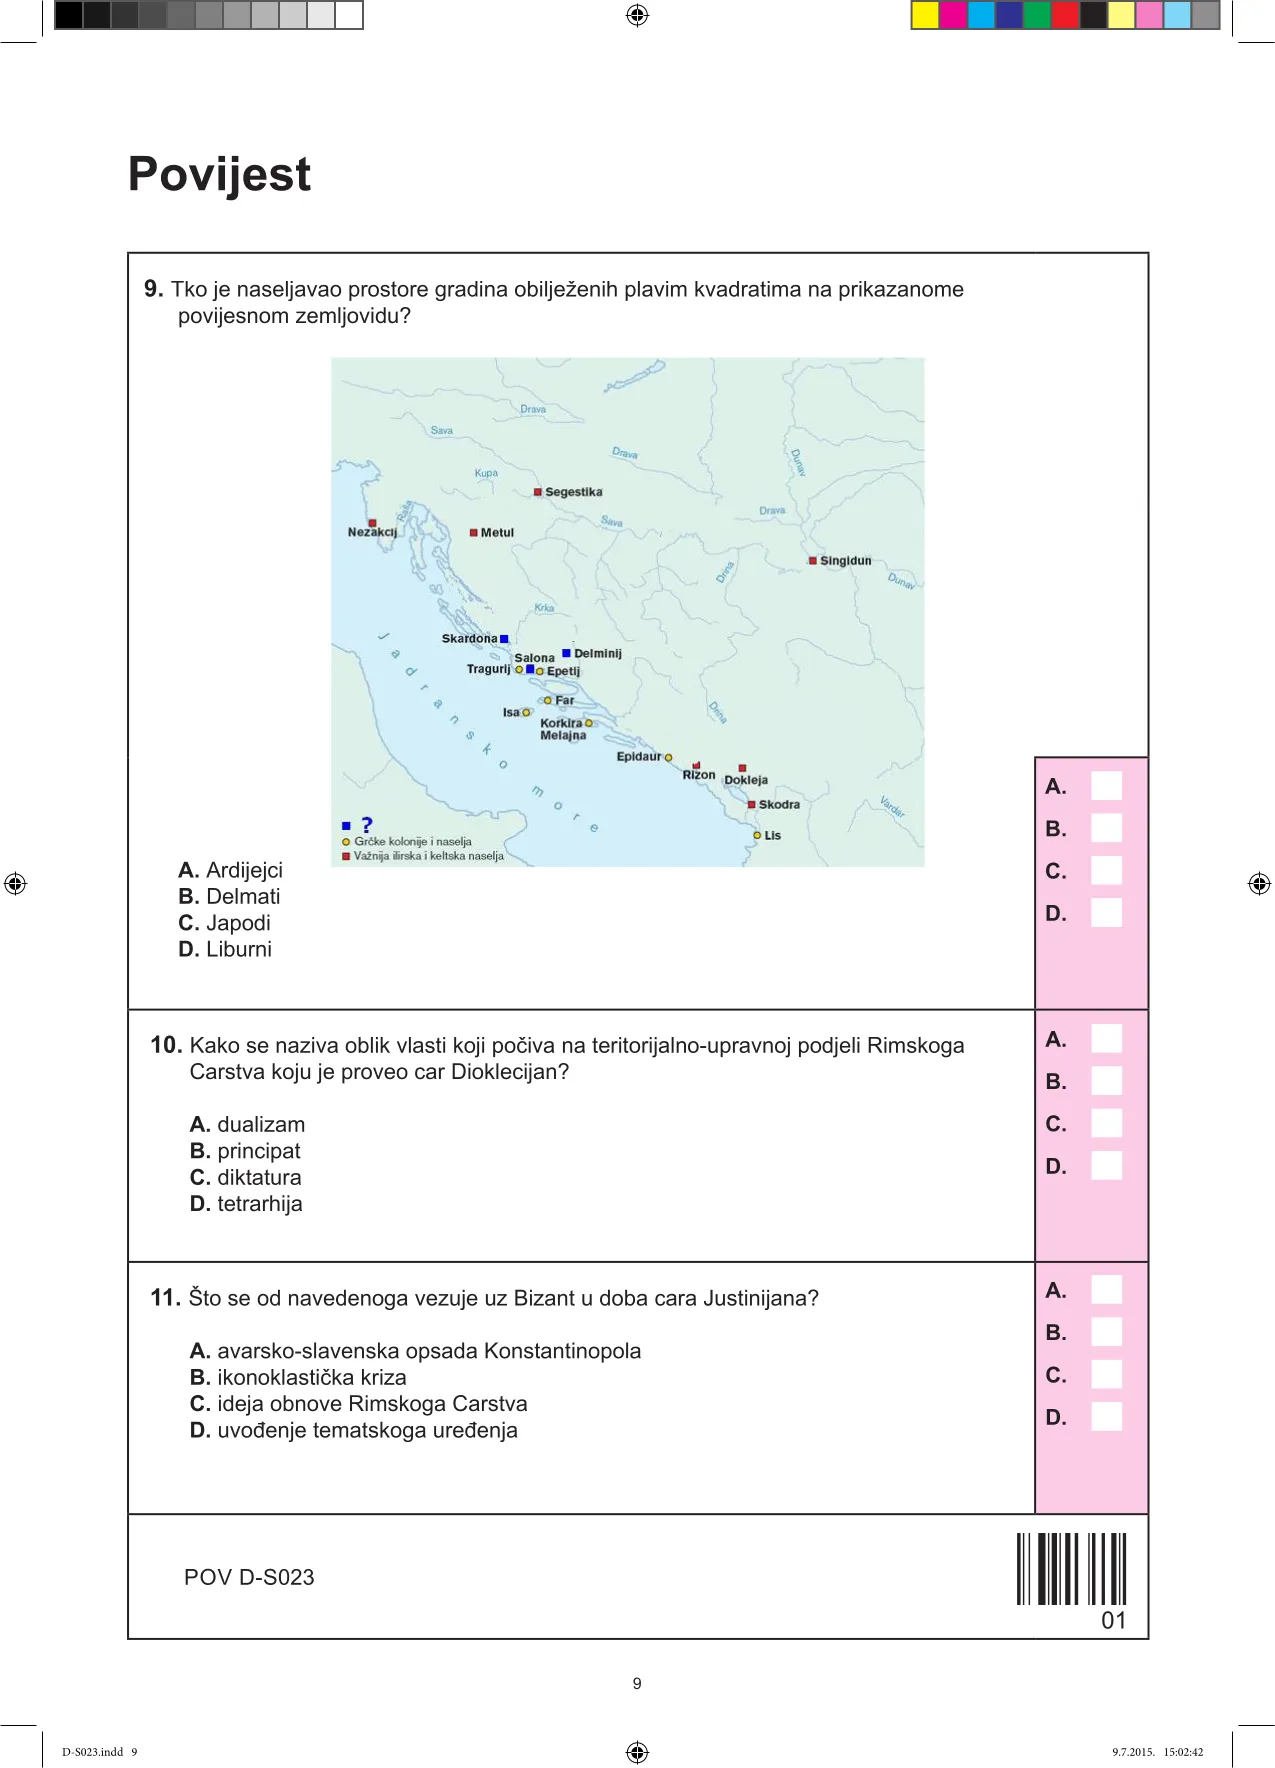 Povijest
9. Tko je naseljavao prostore gradina obilježenih plavim kvadratima na prikazanome
povijesnom zemljovidu?
Drava
Sava
Drava
Dunav
Kupa
Segestika
Drava
Raša
Sava
Nezakcij
Metul
Singidun
Drina
Dunav
Krka
Skardona
Delminij
Salona
Tragurij
Epetij
Far
Isa
Drina
Korkira
Melajna
Jadransko more
Epidaur
Rizon
Dokleja
Skodra
Vardar
Lis
?
Grčke kolonije i naselja
Važnija ilirska i keltska naselja
A. Ardijejci
B. Delmati
C. Japodi
D. Liburni
A.
B.
C.
D.
10. Kako se naziva oblik vlasti koji počiva na teritorijalno-upravnoj podjeli Rimskoga
Carstva koju je proveo car Dioklecijan?
A. dualizam
B. principat
C. diktatura
D. tetrarhija
A.
B.
C.
D.
11. Što se od navedenoga vezuje uz Bizant u doba cara Justinijana?
A. avarsko-slavenska opsada Konstantinopola
B. ikonoklastička kriza
C. ideja obnove Rimskoga Carstva
D. uvođenje tematskoga uređenja
A.
B.
C.
D.
POV D-S023
01
9
D-S023.indd 9
9.7.2015. 15:02:42